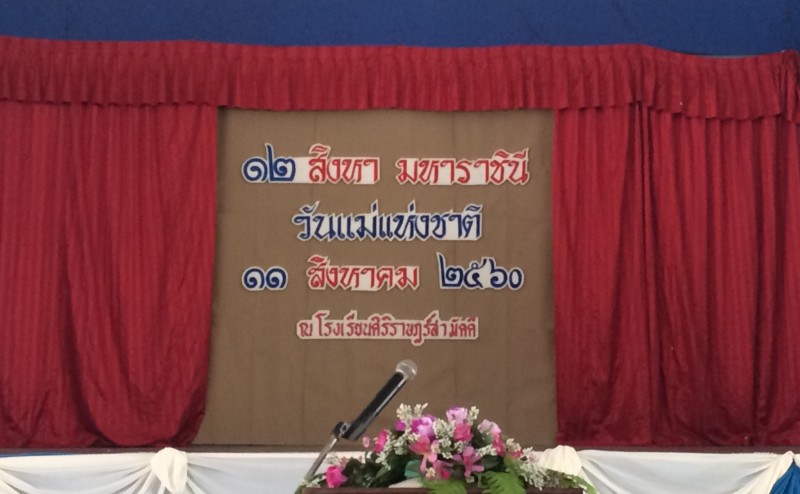 ๑๒ สิงหา มหาราชินี
วันแม่แห่งชาติ
๑๑ สิงหาคม ๒๕๖๐
ณ โรงเรียนศิริราษฎร์สามัคคี